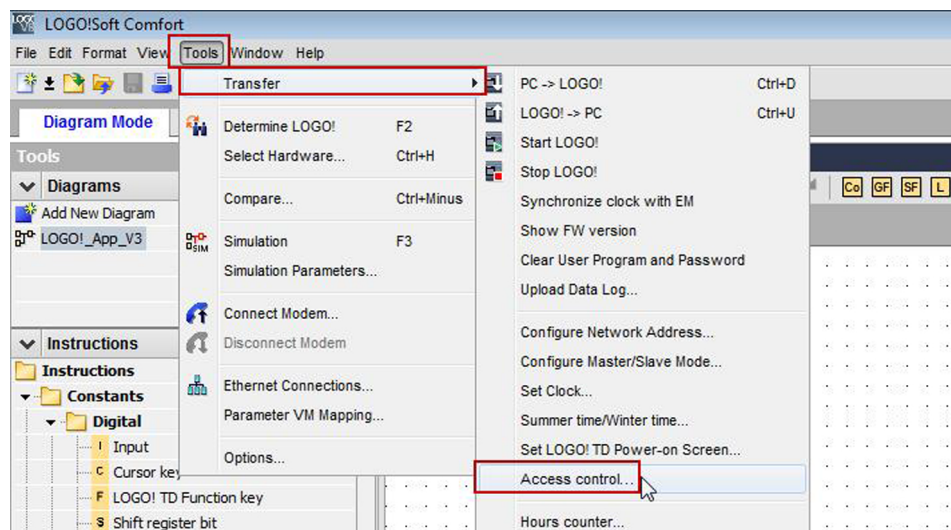 LOGO!Soft Comfort
File Edit Format View Tools Window Help
Diagram Mode
Tools
Diagrams
Add New Diagram
LOGO!_App_V3
Instructions
Instructions
Constants
Digital
I Input
C Cursor key
F LOGO! TD Function key
S Shift register bit
Transfer
Determine LOGO! F2
Select Hardware... Ctrl+H
Compare... Ctrl+Minus
SIM Simulation F3
Simulation Parameters...
Connect Modem...
Disconnect Modem
Ethernet Connections...
Parameter VM Mapping...
Options...
PC -> LOGO! Ctrl+D
LOGO! -> PC Ctrl+U
Start LOGO!
Stop LOGO!
Synchronize clock with EM
Show FW version
Clear User Program and Password
Upload Data Log...
Configure Network Address...
Configure Master/Slave Mode...
Set Clock...
Summer time/Winter time...
Set LOGO! TD Power-on Screen...
Access control...
Hours counter...
Co GF SF L